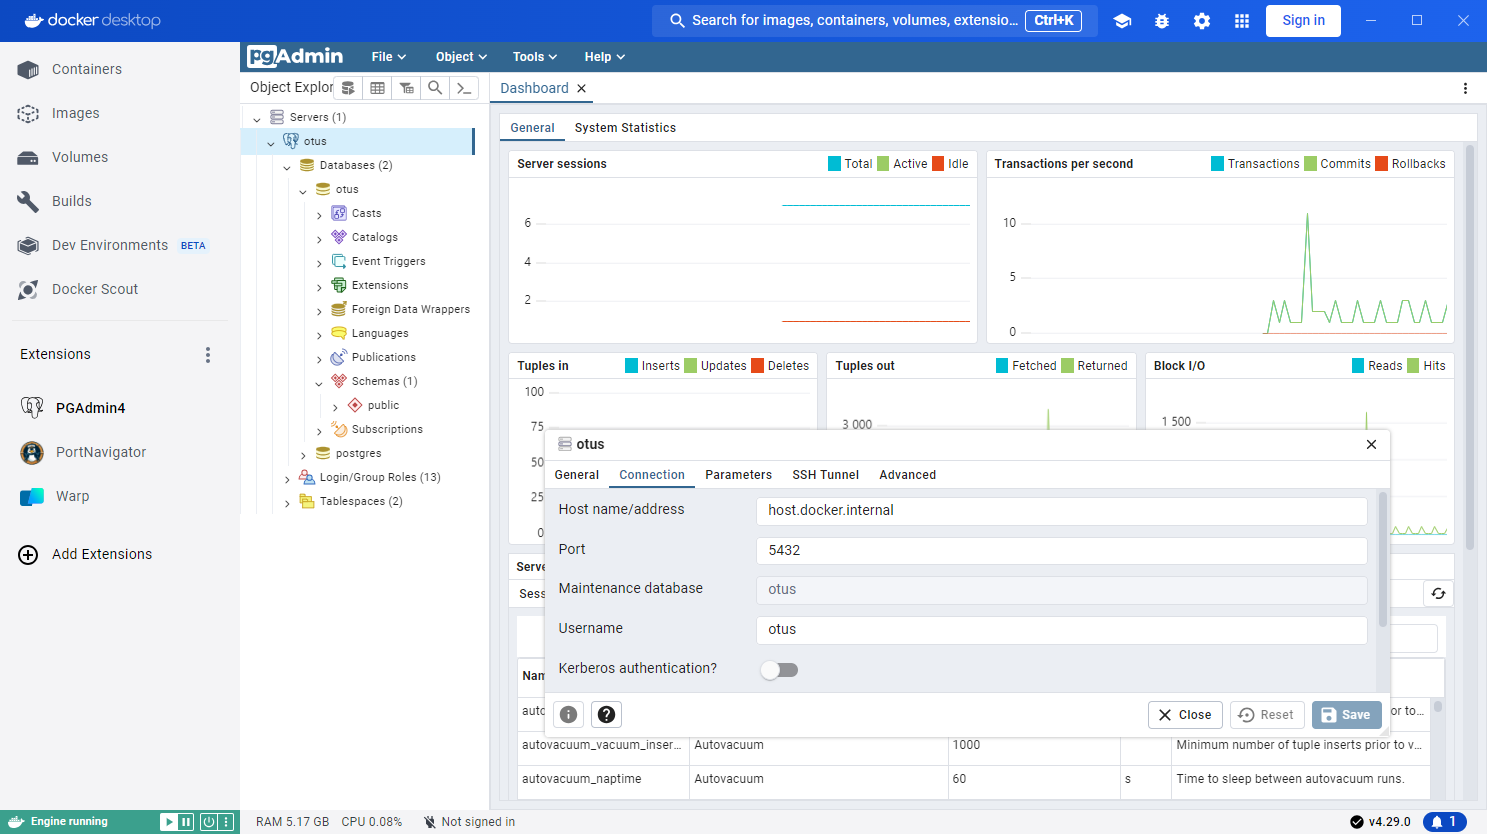 docker desktop
Search for images, containers, volumes, extensio... Ctrl+K
Sign in
Containers
Images
Volumes
Builds
Dev Environments BETA
Docker Scout
Extensions
PGAdmin4
PortNavigator
Warp
Add Extensions
pgAdmin File Object Tools Help
Object Explor
Servers (1)
otus
Databases (2)
otus
Casts
Catalogs
Event Triggers
Extensions
Foreign Data Wrappers
Languages
Publications
Schemas (1)
public
Subscriptions
postgres
Login/Group Roles (13)
Tablespaces (2)
Dashboard
General System Statistics
Server sessions Total Active Idle
6
4
2
Transactions per second Transactions Commits Rollbacks
10
5
0
Tuples in Inserts Updates Deletes
100
75
50
25
0
Tuples out Fetched Returned
3 000
Block I/O Reads Hits
1 500
Serve
Sess
Nam
auto
or to...
autovacuum_vacuum_inser... Autovacuum 1000 Minimum number of tuple inserts prior to v...
autovacuum_naptime Autovacuum 60 s Time to sleep between autovacuum runs.
otus
General Connection Parameters SSH Tunnel Advanced
Host name/address host.docker.internal
Port 5432
Maintenance database otus
Username otus
Kerberos authentication?
Close Reset Save
Engine running
RAM 5.17 GB CPU 0.08% Not signed in
v4.29.0 1